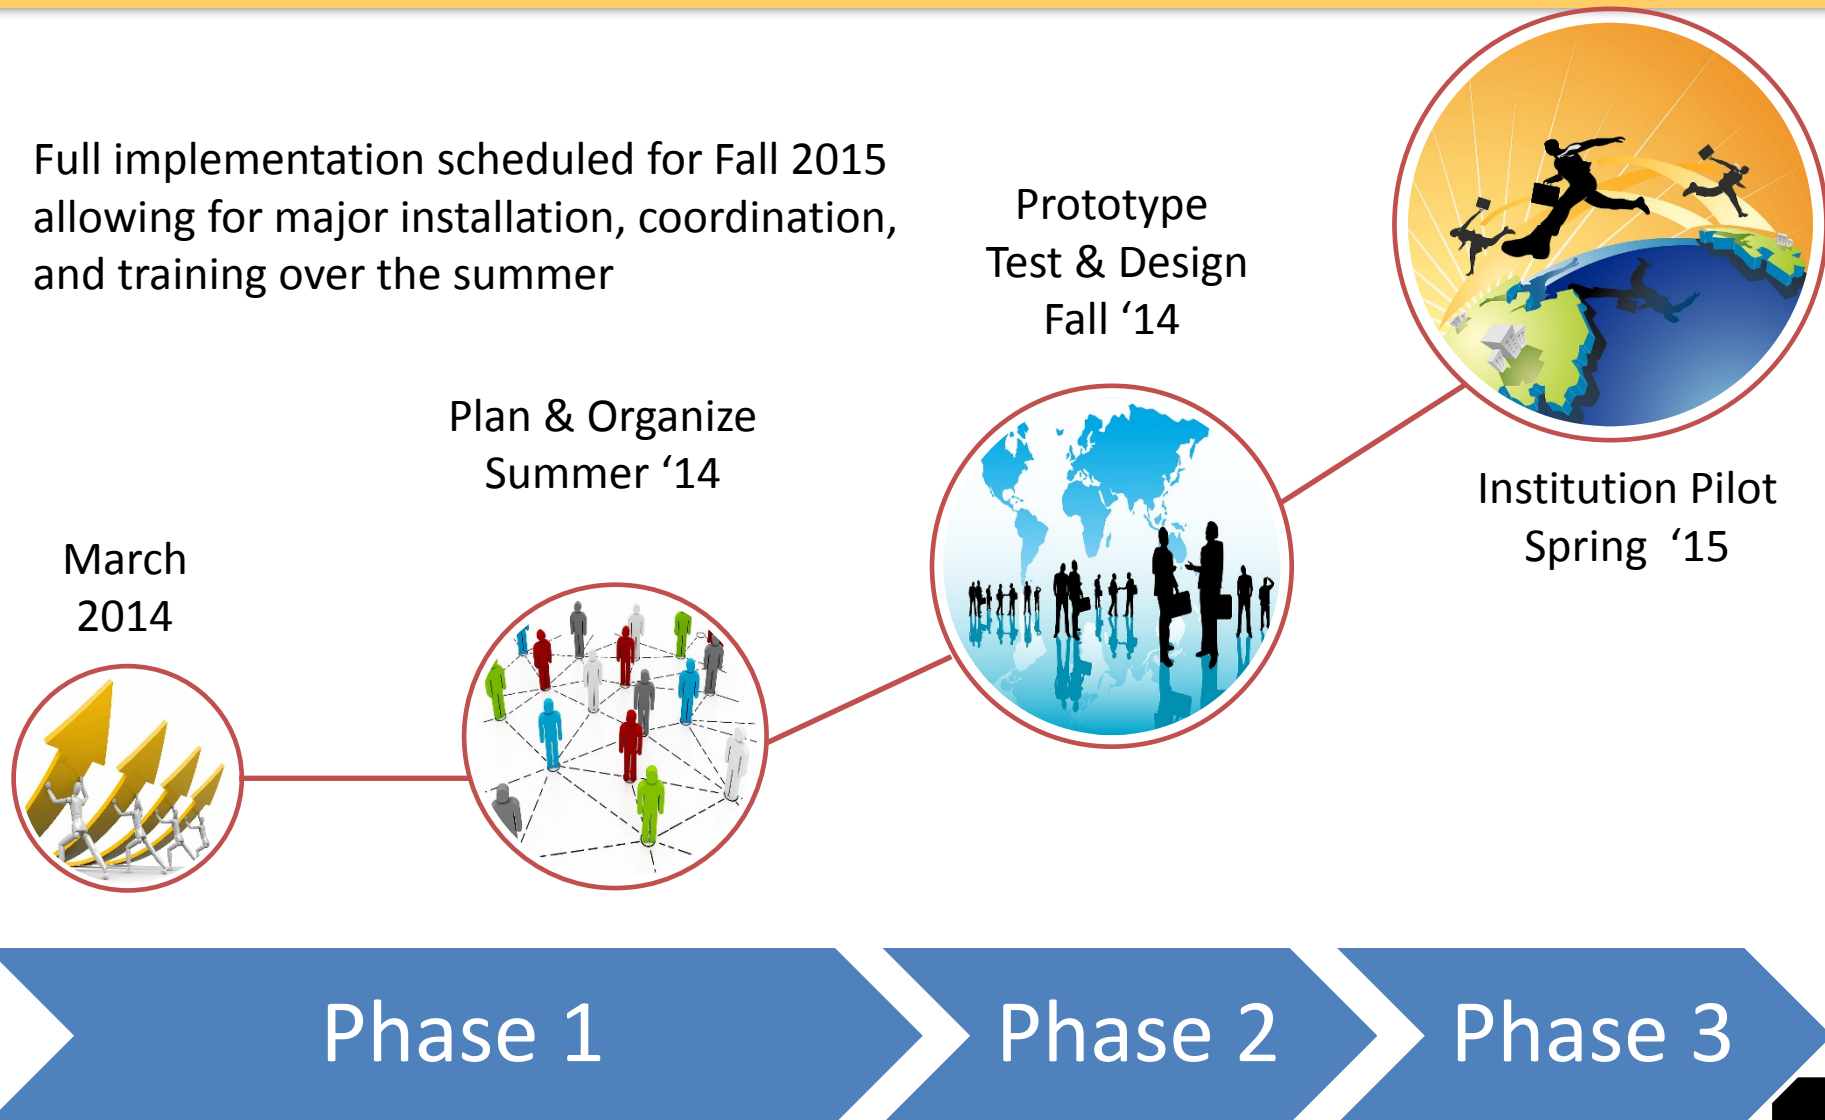 Full implementation scheduled for Fall 2015
allowing for major installation, coordination,
and training over the summer
March
2014
Plan & Organize
Summer ‘14
Prototype
Test & Design
Fall ‘14
Institution Pilot
Spring  ‘15
Phase 1
Phase 2
Phase 3